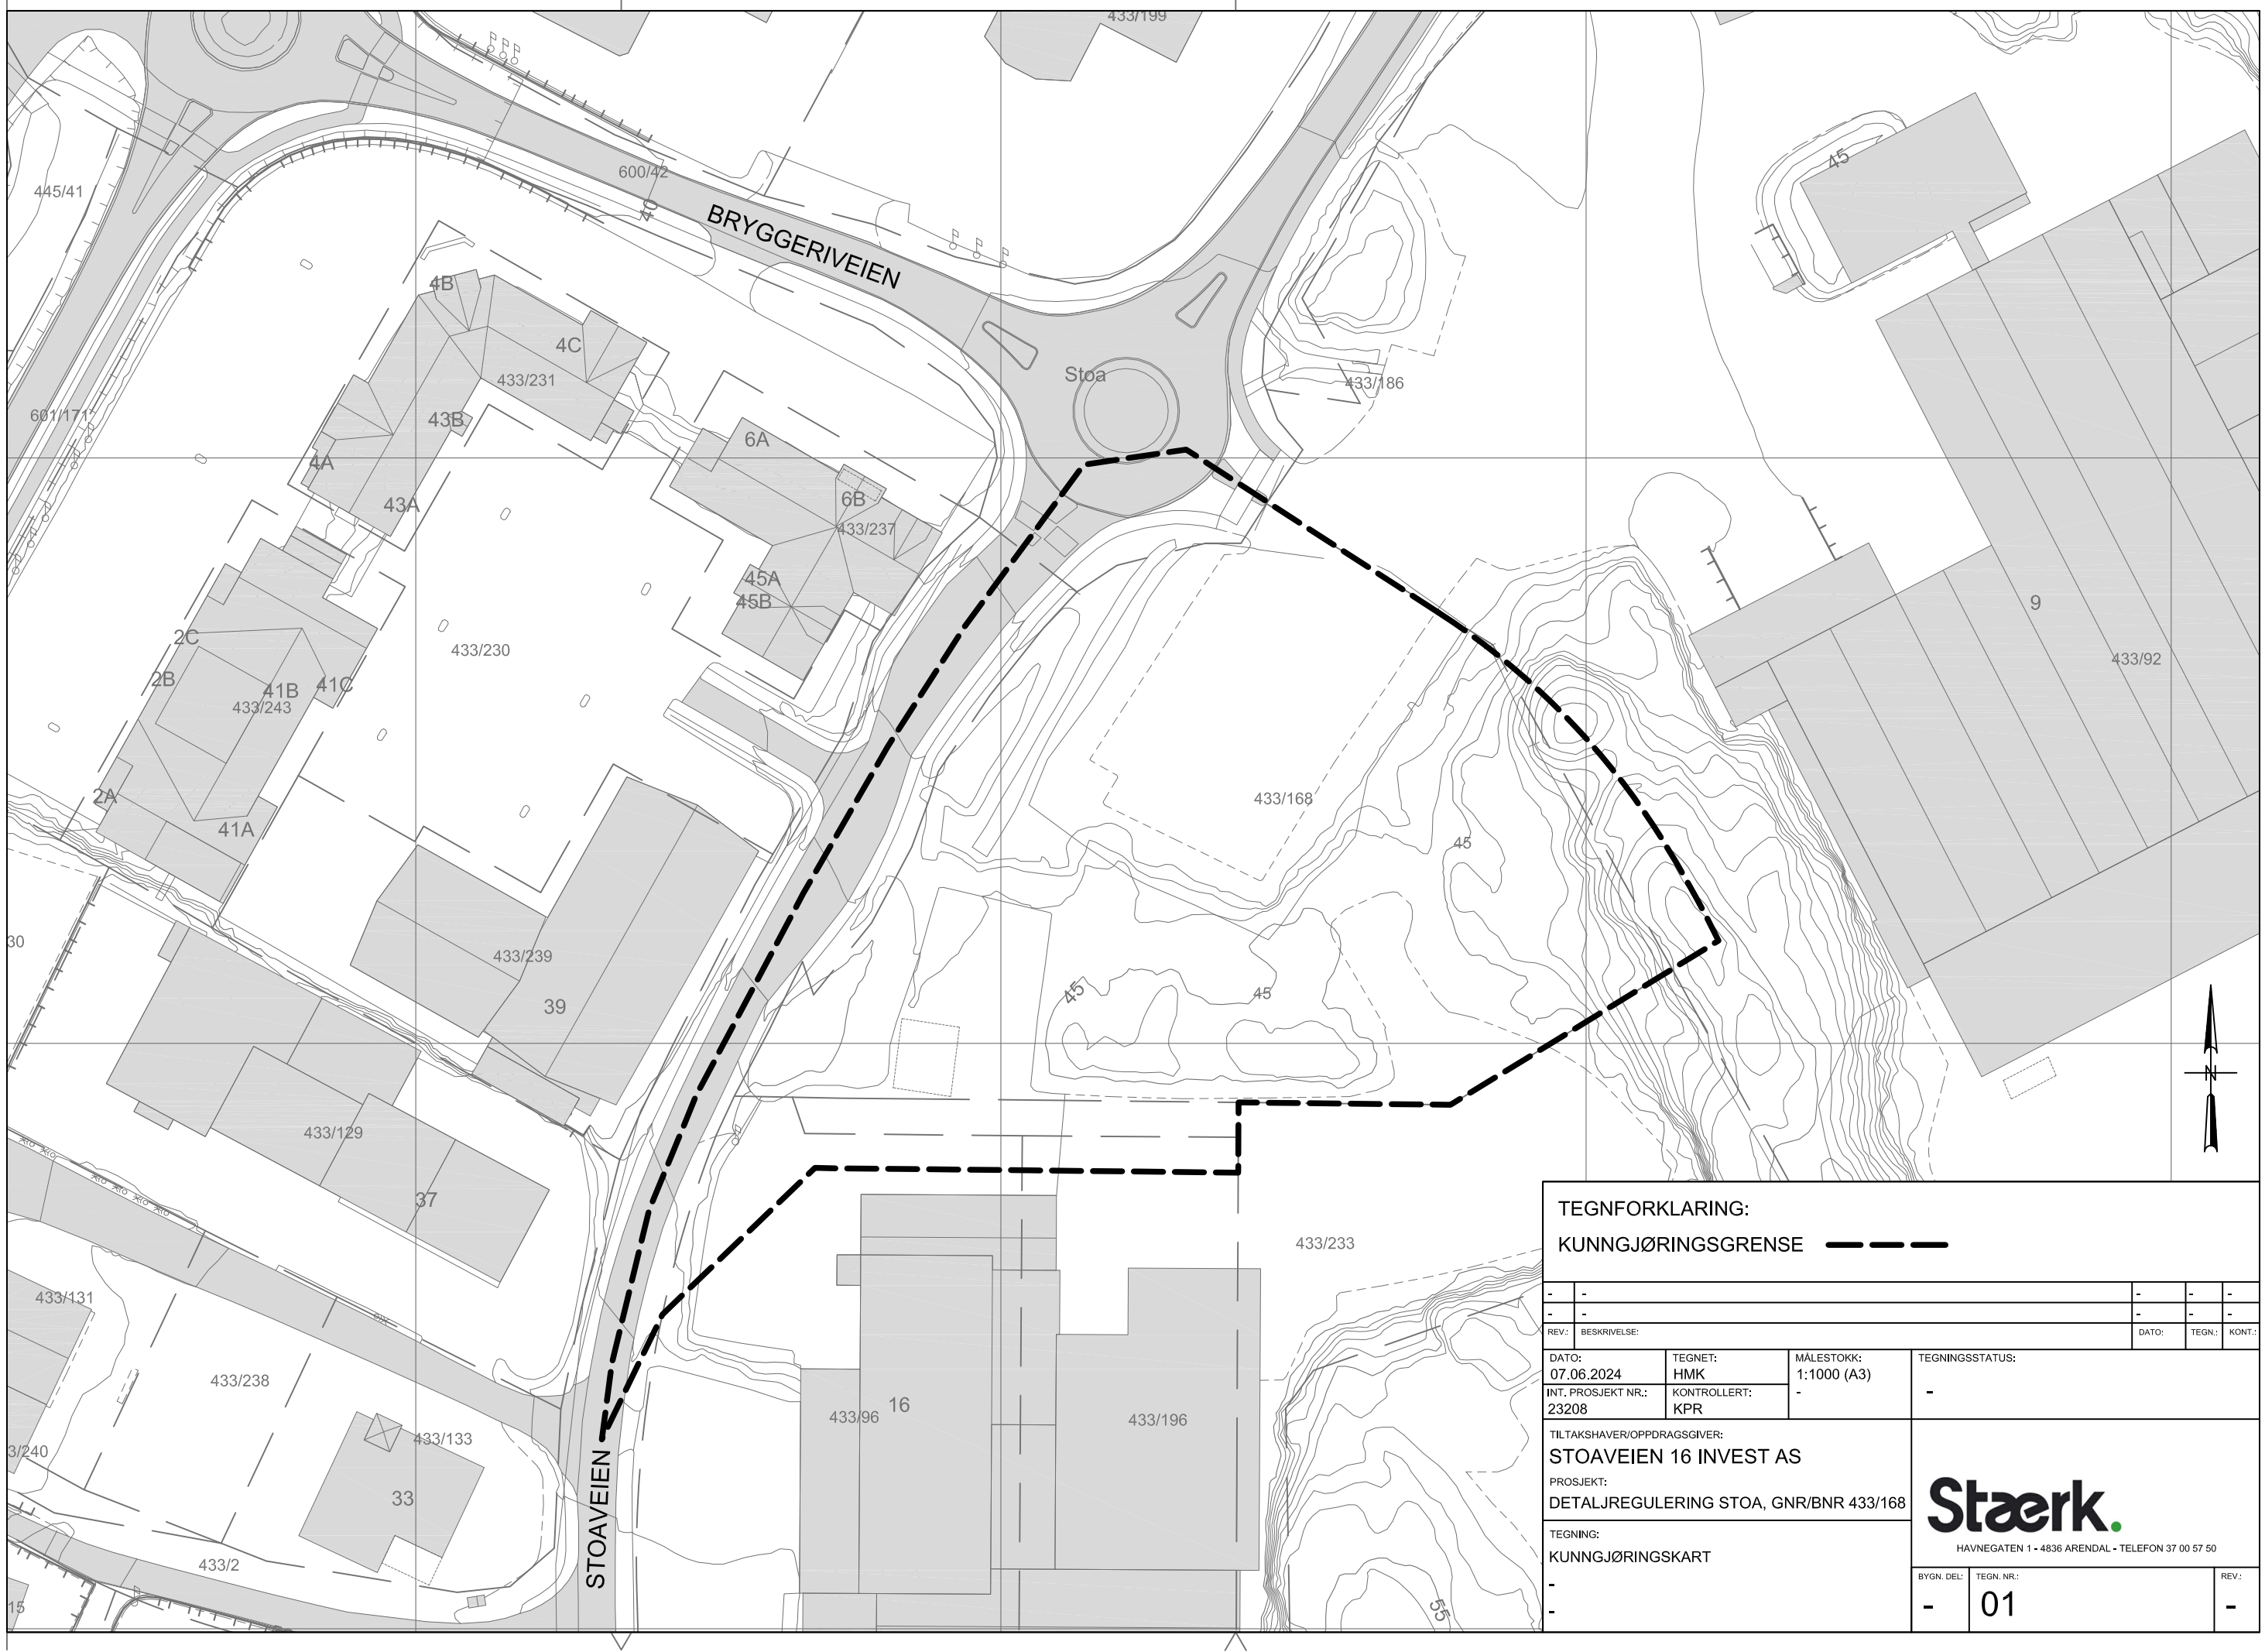 433/199
445/41
600/42
40
45
BRYGGERIVEIEN
4B
4C
433/231
Stoa
433/186
601/171
43B
6A
4A
43A
6B
433/237
45A
45B
9
2C
433/230
433/92
2B
41B
41C
433/243
2A
433/168
41A
45
30
433/239
45
45
39
433/129
N
37
433/233
433/131
433/238
433/96
16
433/196
3/240
433/133
33
STOAVEIEN
433/2
15
55
TEGNFORKLARING:
KUNNGJØRINGSGRENSE
- - - - -
- - - - -
REV.: BESKRIVELSE: DATO: TEGN.: KONT.:
DATO: TEGNET: MÅLESTOKK: TEGNINGSSTATUS:
07.06.2024 HMK 1:1000 (A3)
INT. PROSJEKT NR.: KONTROLLERT: - -
23208 KPR
TILTAKSHAVER/OPPDRAGSGIVER:
STOAVEIEN 16 INVEST AS
PROSJEKT:
DETALJREGULERING STOA, GNR/BNR 433/168
Stærk.
HAVNEGATEN 1 - 4836 ARENDAL - TELEFON 37 00 57 50
TEGNING:
KUNNGJØRINGSKART
-
-
BYGN. DEL: TEGN. NR.: REV.:
- 01 -